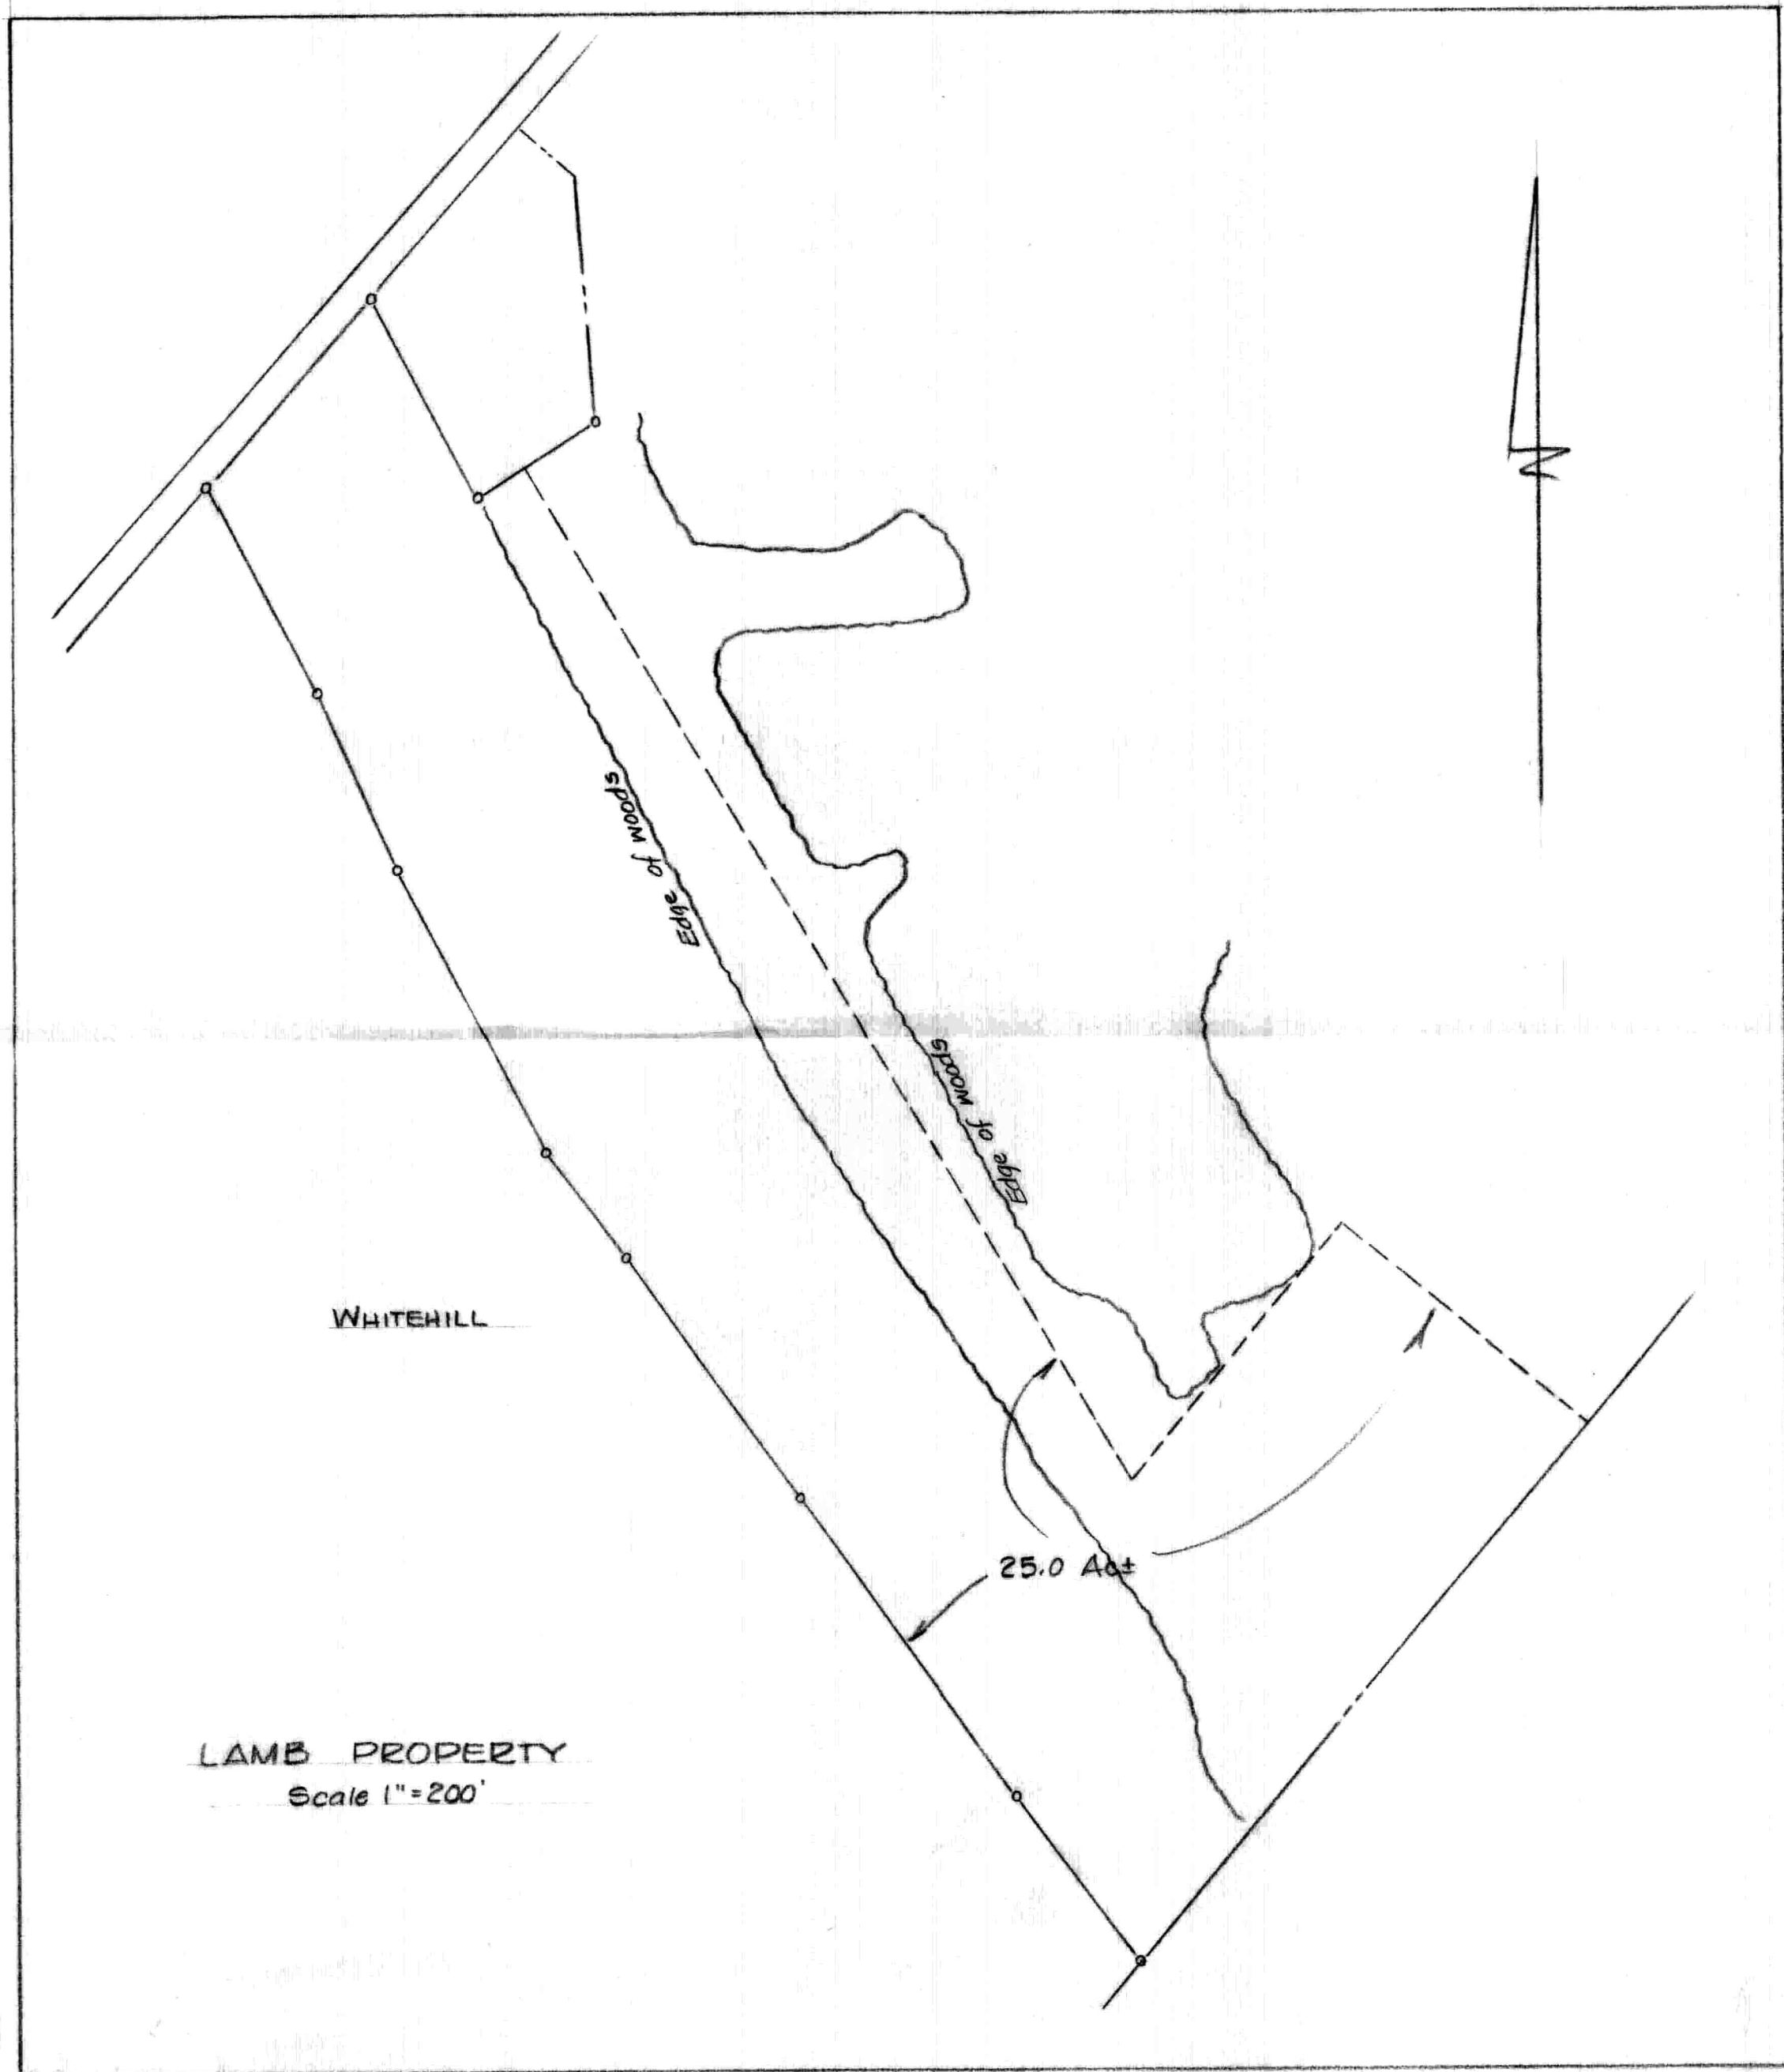 N
Edge of woods
Edge of woods
WHITEHILL
25.0 Ac±
LAMB PROPERTY
Scale 1"=200'